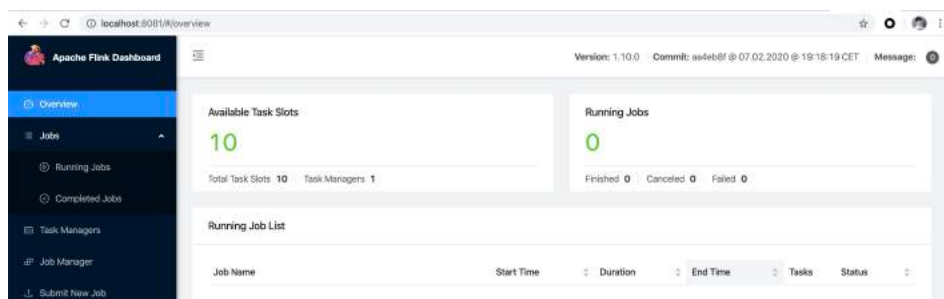 localhost:8081/#/overview
Apache Flink Dashboard
Version: 1.10.0 Commit: aa4eb8f @ 07.02.2020 @ 19:18:19 CET Message: 0
Overview
Jobs
Running Jobs
Completed Jobs
Task Managers
Job Manager
Submit New Job
Available Task Slots
10
Total Task Slots 10 Task Managers 1
Running Jobs
0
Finished 0 Canceled 0 Failed 0
Running Job List
Job Name Start Time Duration End Time Tasks Status